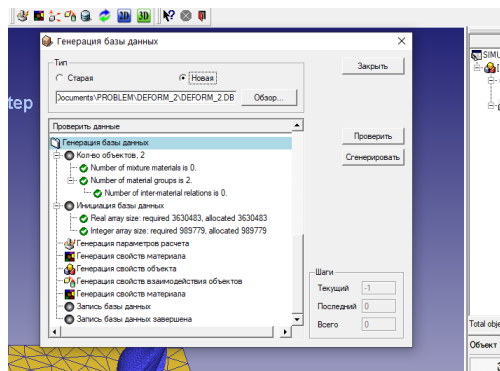 2D 3D
Генерация базы данных
tep
Тип
Старая
Новая
Documents\PROBLEM\DEFORM_2\DEFORM_2.DB
Обзор...
Закрыть
Проверить данные
Генерация базы данных
Кол-во объектов, 2
Number of mixture materials is 0.
Number of material groups is 2.
Number of inter-material relations is 0.
Инициация базы данных
Real array size: required 3630483, allocated 3630483
Integer array size: required 989779, allocated 989779
Генерация параметров расчета
Генерация свойств материала
Генерация свойств объекта
Генерация свойств взаимодействия объектов
Генерация свойств материала
Запись базы данных
Запись базы данных завершена
Проверить
Сгенерировать
Шаги
Текущий -1
Последний 0
Всего 0
SIMU
Total obje
Объект